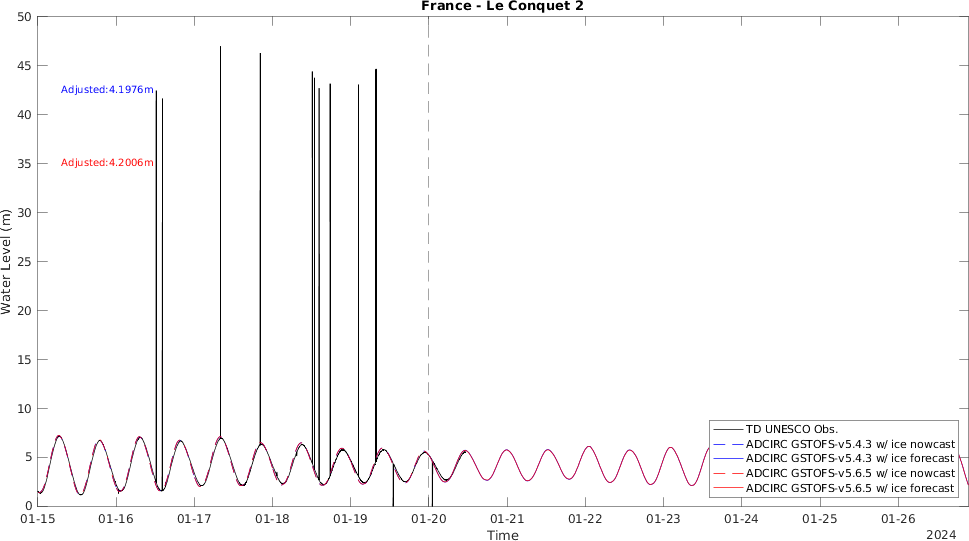 France - Le Conquet 2
50
45
40
35
30
25
20
15
10
5
0
Water Level (m)
Adjusted:4.1976m
Adjusted:4.2006m
TD UNESCO Obs.
ADCIRC GSTOFS-v5.4.3 w/ ice nowcast
ADCIRC GSTOFS-v5.4.3 w/ ice forecast
ADCIRC GSTOFS-v5.6.5 w/ ice nowcast
ADCIRC GSTOFS-v5.6.5 w/ ice forecast
01-15 01-16 01-17 01-18 01-19 01-20 01-21 01-22 01-23 01-24 01-25 01-26
Time
2024